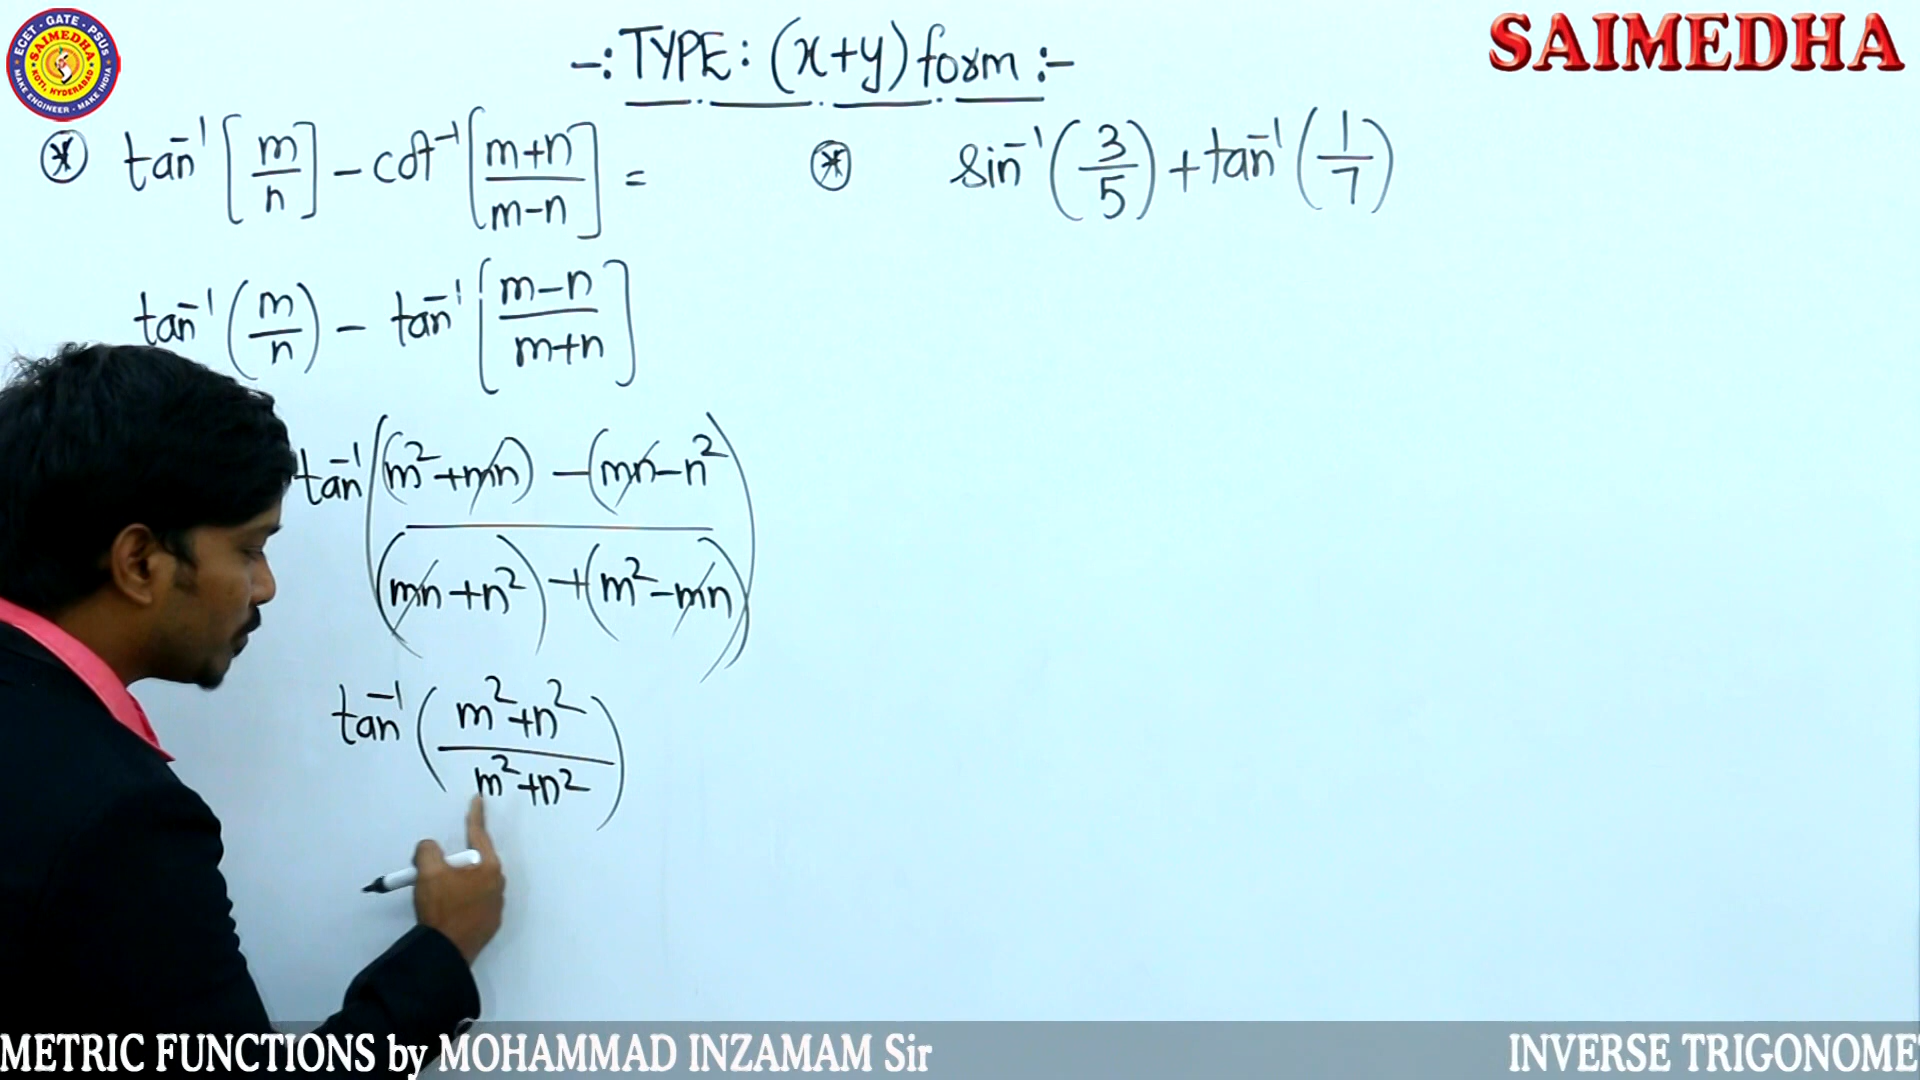 ECET - GATE - PSUs
SAIMEDHA
KOTI, HYDERABAD
MAKE ENGINEER - MAKE INDIA
SAIMEDHA
-: TYPE : (x+y) form :-
⊛ tan⁻¹[m/n] - cot⁻¹[m+n/m-n] =
tan⁻¹(m/n) - tan⁻¹[m-n/m+n]
tan⁻¹((m²+mn) - (mn-n²/(mn+n²) + (m²-mn))
tan⁻¹(m²+n²/m²+n²)
⊛ sin⁻¹(3/5) + tan⁻¹(1/7)
METRIC FUNCTIONS by MOHAMMAD INZAMAM Sir
INVERSE TRIGONOME